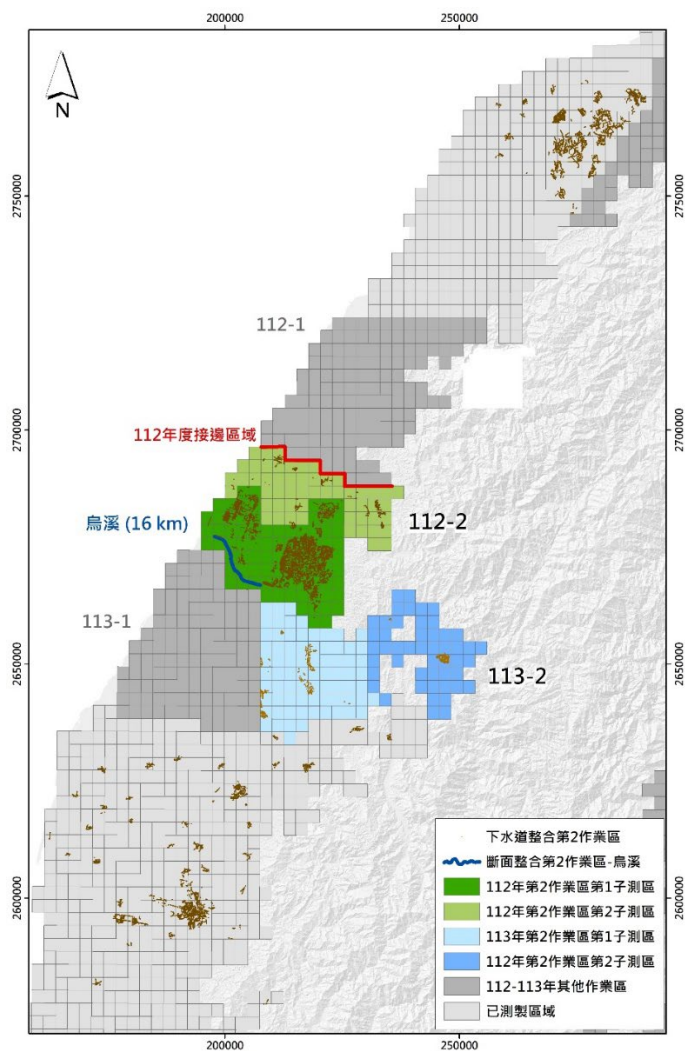 200000
250000
N
2750000
2750000
112-1
2700000
2700000
112年度接邊區域
烏溪 (16 km)
112-2
113-1
2650000
2650000
113-2
下水道整合第2作業區
斷面整合第2作業區-烏溪
112年第2作業區第1子測區
112年第2作業區第2子測區
113年第2作業區第1子測區
112年第2作業區第2子測區
112-113年其他作業區
已測製區域
2600000
2600000
200000
250000